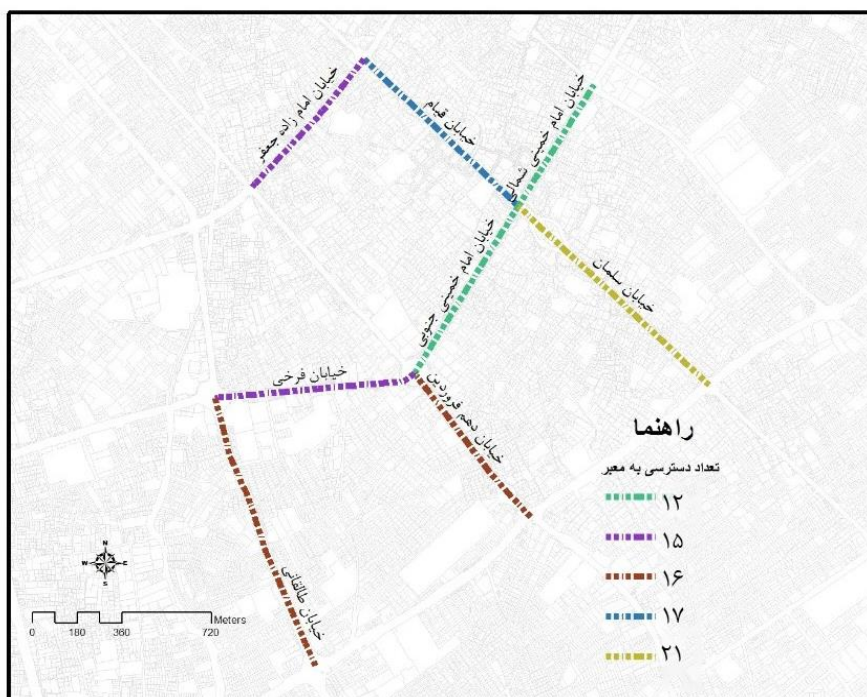 خیابان امام زاده جعفر
خیابان قیام
خیابان امام خمینی شمالی
خیابان امام خمینی جنوبی
خیابان سلمان
خیابان فرخی
خیابان دهم فروردین
خیابان طالقانی
راهنما
تعداد دسترسی به معبر
۱۲
۱۵
۱۶
۱۷
۲۱
N
W E
S
Meters
0 180 360 720